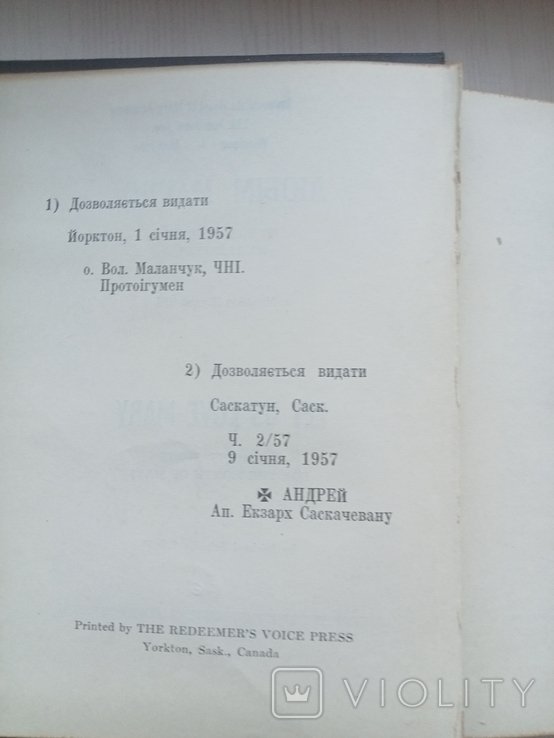 1) Дозволяється видати
Йорктон, 1 січня, 1957
о. Вол. Маланчук, ЧНІ.
Протоігумен
2) Дозволяється видати
Саскатун, Саск.
Ч. 2/57
9 січня, 1957
✠ АНДРЕЙ
Ап. Екзарх Саскачевану
Printed by THE REDEEMER'S VOICE PRESS
Yorkton, Sask., Canada
VIOLITY